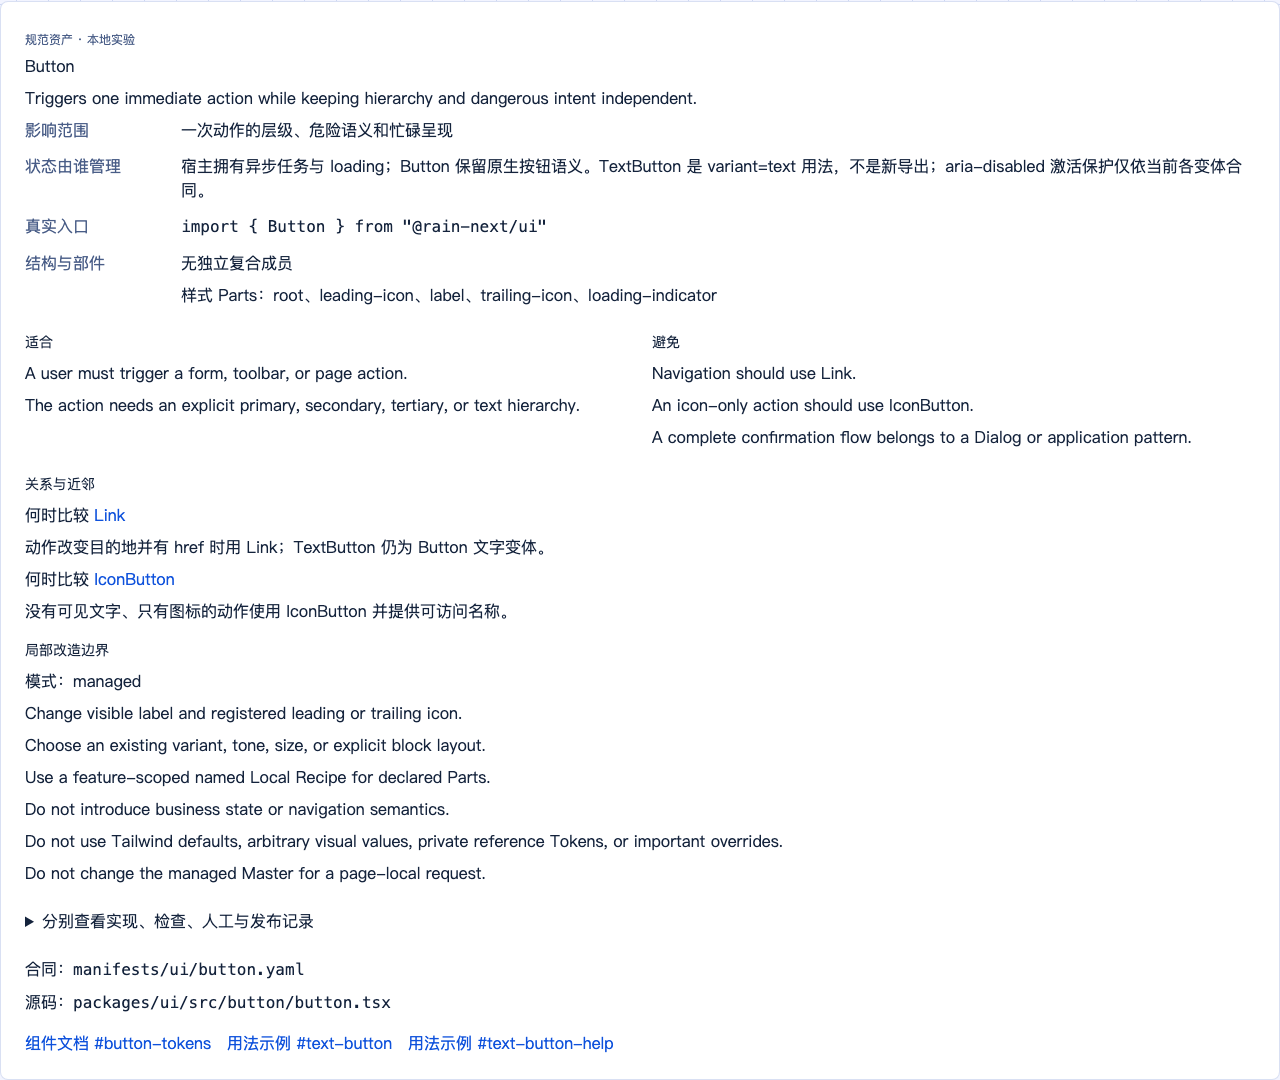 规范资产 · 本地实验
Button
Triggers one immediate action while keeping hierarchy and dangerous intent independent.
影响范围 一次动作的层级、危险语义和忙碌呈现
状态由谁管理 宿主拥有异步任务与 loading；Button 保留原生按钮语义。TextButton 是 variant=text 用法，不是新导出；aria-disabled 激活保护仅依当前各变体合
同。
真实入口 import { Button } from "@rain-next/ui"
结构与部件 无独立复合成员
样式 Parts：root、leading-icon、label、trailing-icon、loading-indicator
适合
A user must trigger a form, toolbar, or page action.
The action needs an explicit primary, secondary, tertiary, or text hierarchy.
避免
Navigation should use Link.
An icon-only action should use IconButton.
A complete confirmation flow belongs to a Dialog or application pattern.
关系与近邻
何时比较 Link
动作改变目的地并有 href 时用 Link；TextButton 仍为 Button 文字变体。
何时比较 IconButton
没有可见文字、只有图标的动作使用 IconButton 并提供可访问名称。
局部改造边界
模式：managed
Change visible label and registered leading or trailing icon.
Choose an existing variant, tone, size, or explicit block layout.
Use a feature-scoped named Local Recipe for declared Parts.
Do not introduce business state or navigation semantics.
Do not use Tailwind defaults, arbitrary visual values, private reference Tokens, or important overrides.
Do not change the managed Master for a page-local request.
▶ 分别查看实现、检查、人工与发布记录
合同：manifests/ui/button.yaml
源码：packages/ui/src/button/button.tsx
组件文档 #button-tokens 用法示例 #text-button 用法示例 #text-button-help